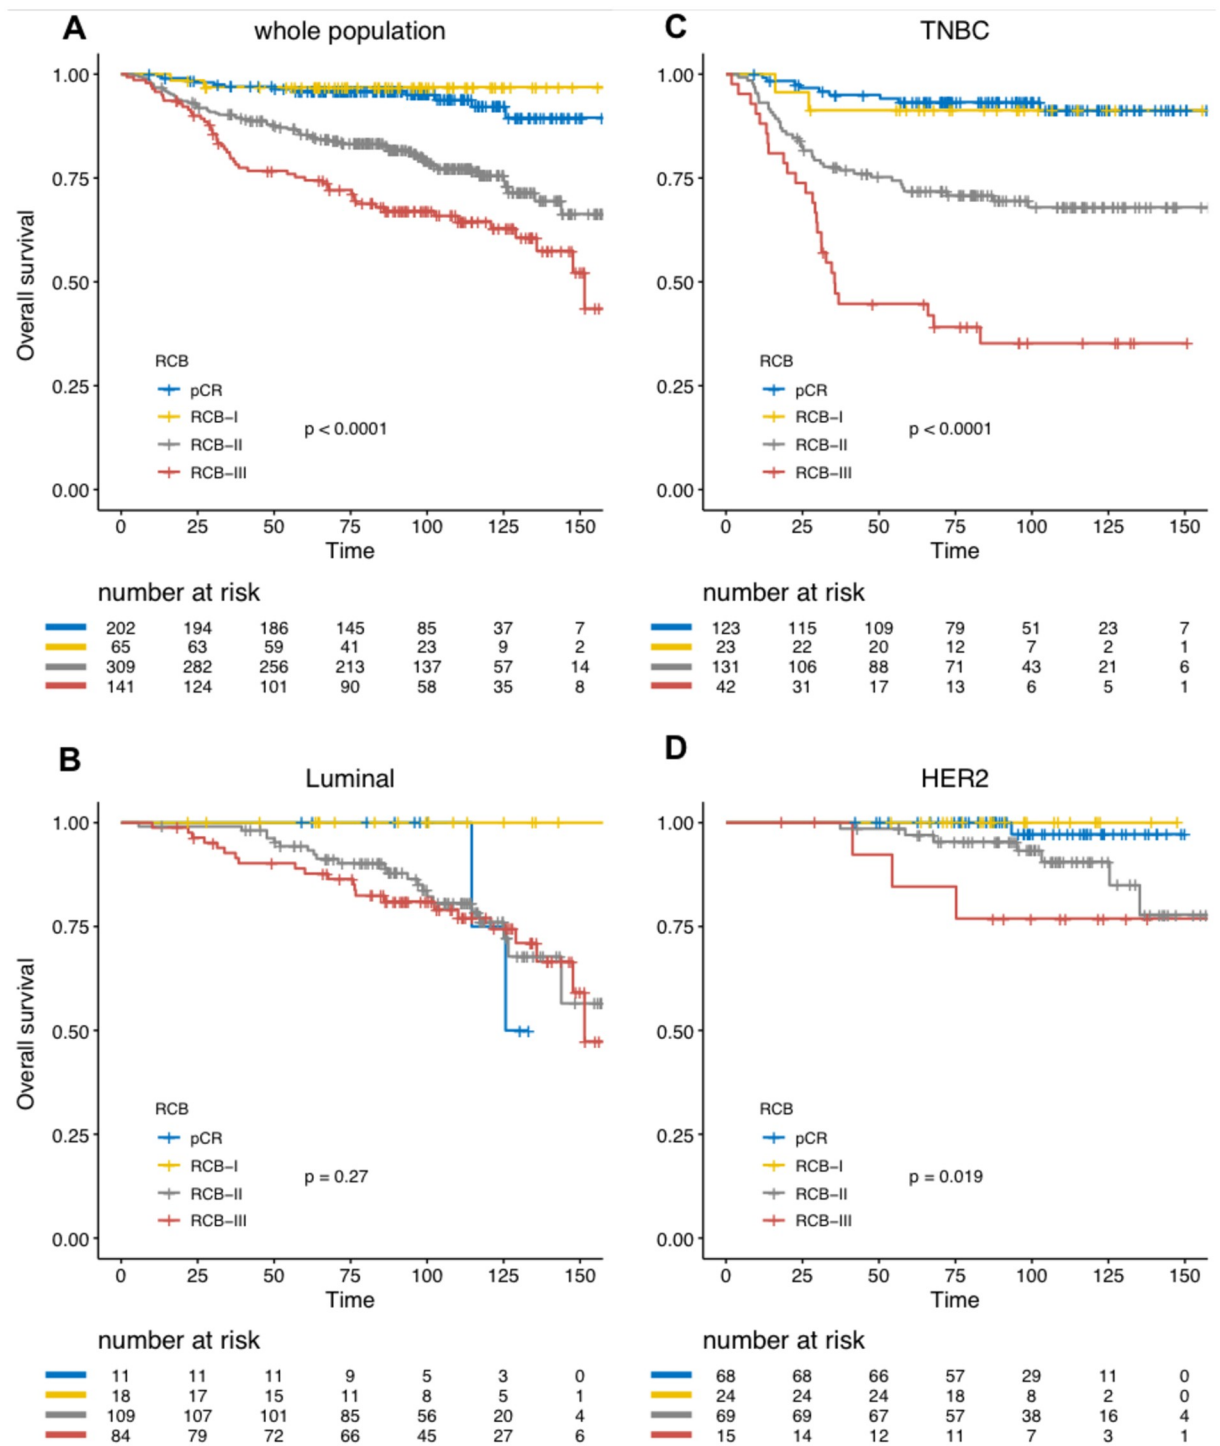 A
whole population
1.00
0.75
0.50
0.25
0.00
Overall survival
RCB
pCR
RCB–I
RCB–II
RCB–III
p < 0.0001
0 25 50 75 100 125 150
Time
number at risk
202 194 186 145 85 37 7
65 63 59 41 23 9 2
309 282 256 213 137 57 14
141 124 101 90 58 35 8
C
TNBC
1.00
0.75
0.50
0.25
0.00
RCB
pCR
RCB–I
RCB–II
RCB–III
p < 0.0001
0 25 50 75 100 125 150
Time
number at risk
123 115 109 79 51 23 7
23 22 20 12 7 2 1
131 106 88 71 43 21 6
42 31 17 13 6 5 1
B
Luminal
1.00
0.75
0.50
0.25
0.00
Overall survival
RCB
pCR
RCB–I
RCB–II
RCB–III
p = 0.27
0 25 50 75 100 125 150
Time
number at risk
11 11 11 9 5 3 0
18 17 15 11 8 5 1
109 107 101 85 56 20 4
84 79 72 66 45 27 6
D
HER2
1.00
0.75
0.50
0.25
0.00
RCB
pCR
RCB–I
RCB–II
RCB–III
p = 0.019
0 25 50 75 100 125 150
Time
number at risk
68 68 66 57 29 11 0
24 24 24 18 8 2 0
69 69 67 57 38 16 4
15 14 12 11 7 3 1